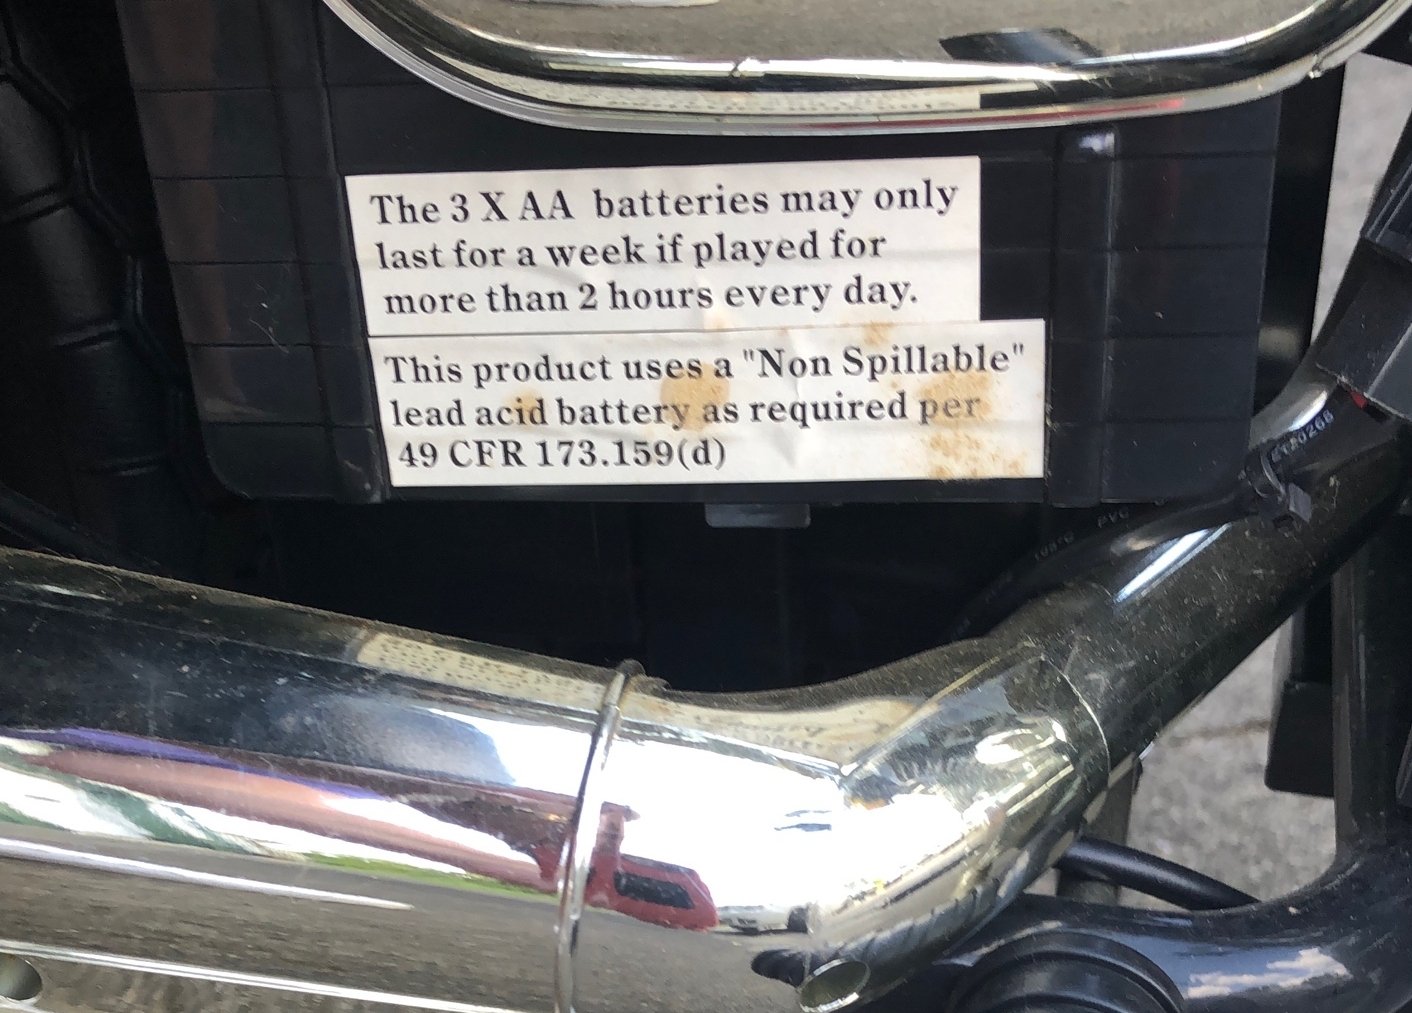 The 3 X AA batteries may only
last for a week if played for
more than 2 hours every day.
This product uses a "Non Spillable"
lead acid battery as required per
49 CFR 173.159(d)
PVC